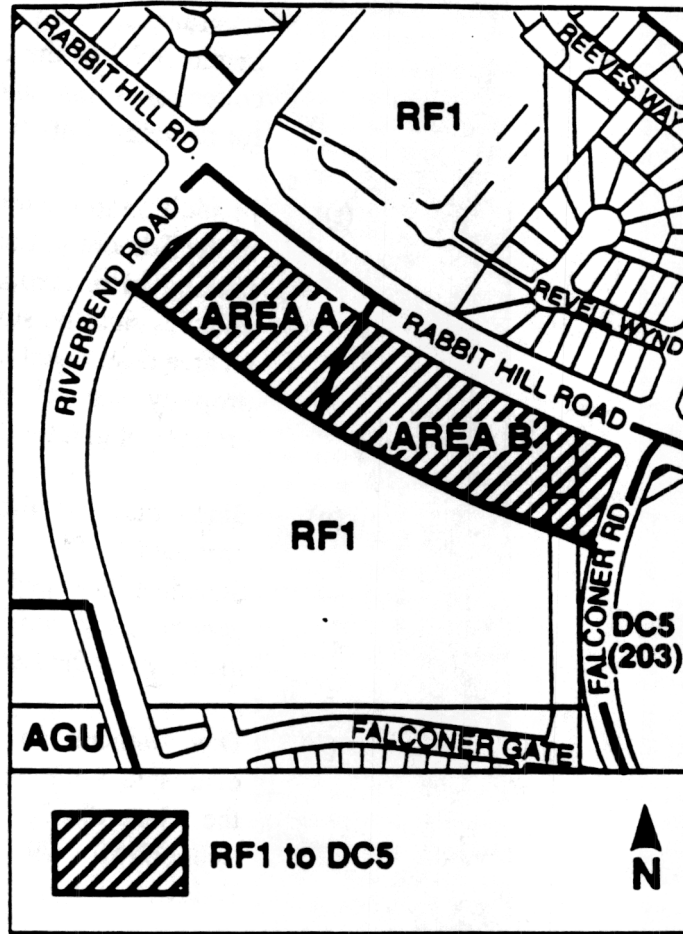 RABBIT HILL RD.
REEVES WAY
RF1
RIVERBEND ROAD
AREA A
REVELL WYND
RABBIT HILL ROAD
AREA B
RF1
FALCONER RD
DC5
(203)
AGU
FALCONER GATE
RF1 to DC5
N